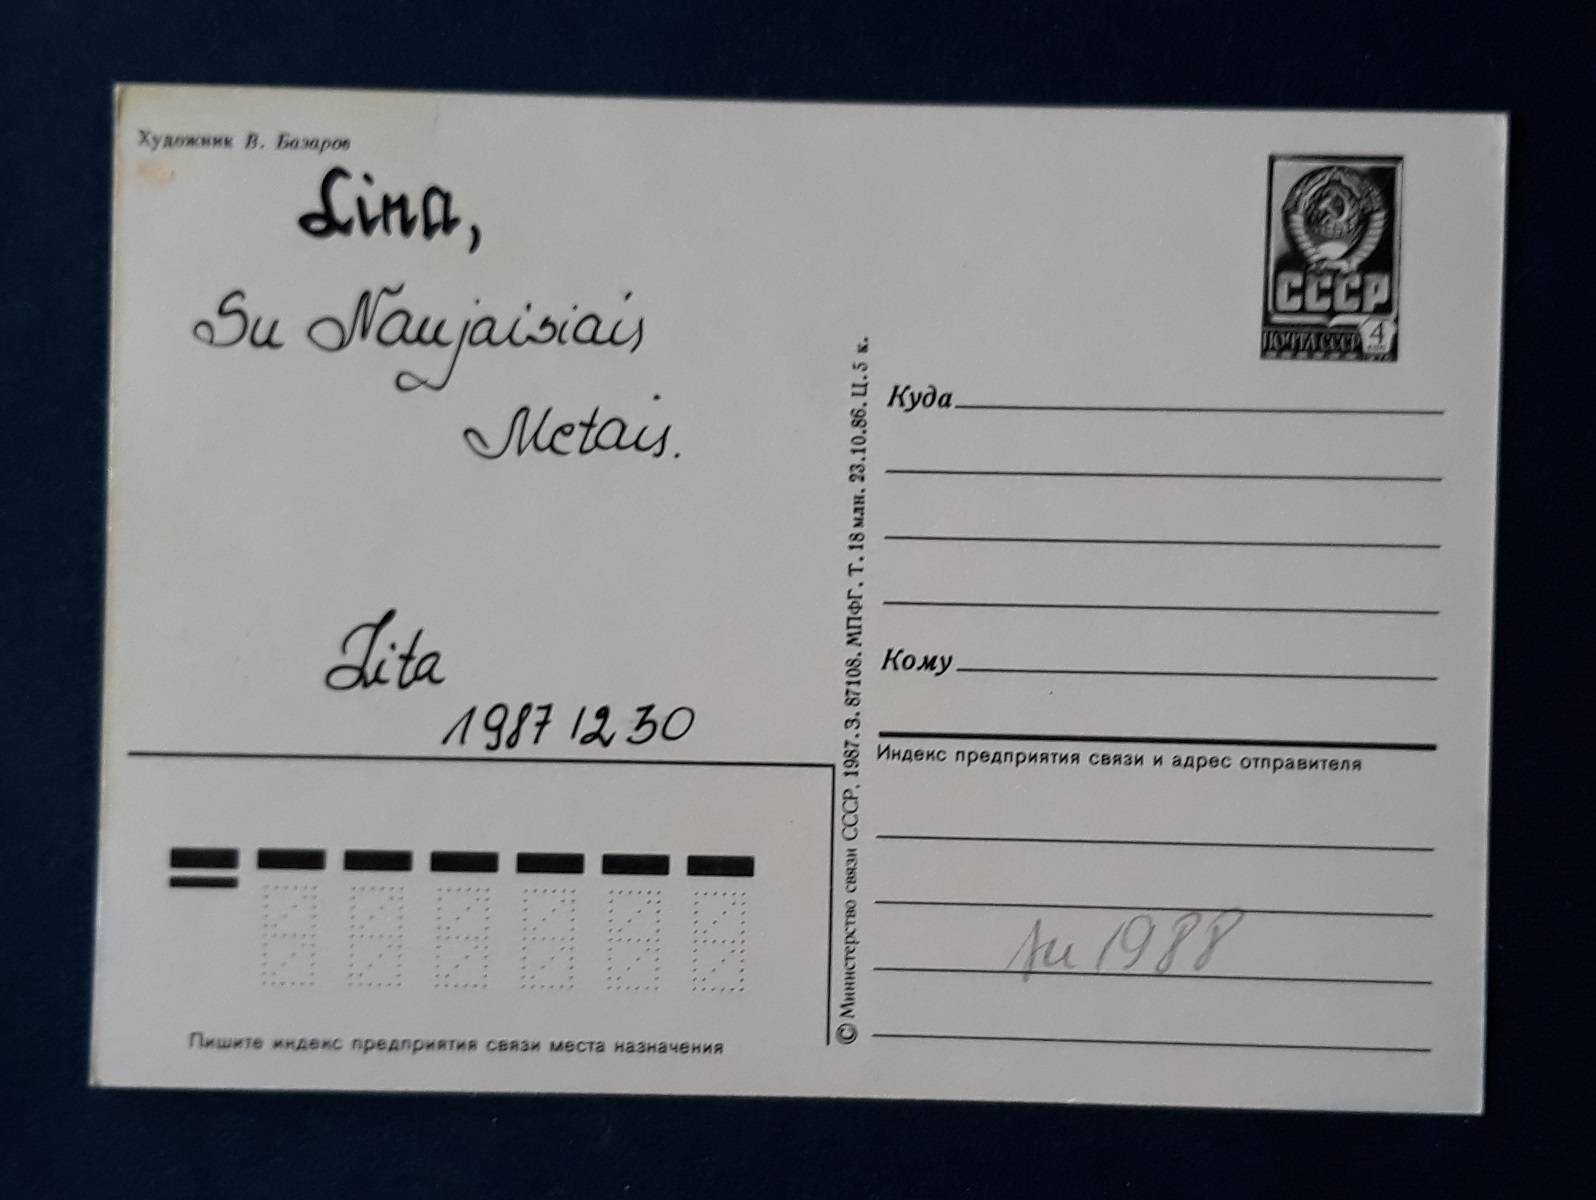 Художник В. Базаров
Lina,
Su Naujaisiais
Metais.
Zita
1987 12 30
Пишите индекс предприятия связи места назначения
© Министерство связи СССР, 1987. З. 87108. МПФГ. Т. 18 млн. 23.10.86. Ц. 5 к.
СССР
ПОЧТА СССР 4
Куда
Кому
Индекс предприятия связи и адрес отправителя
1988